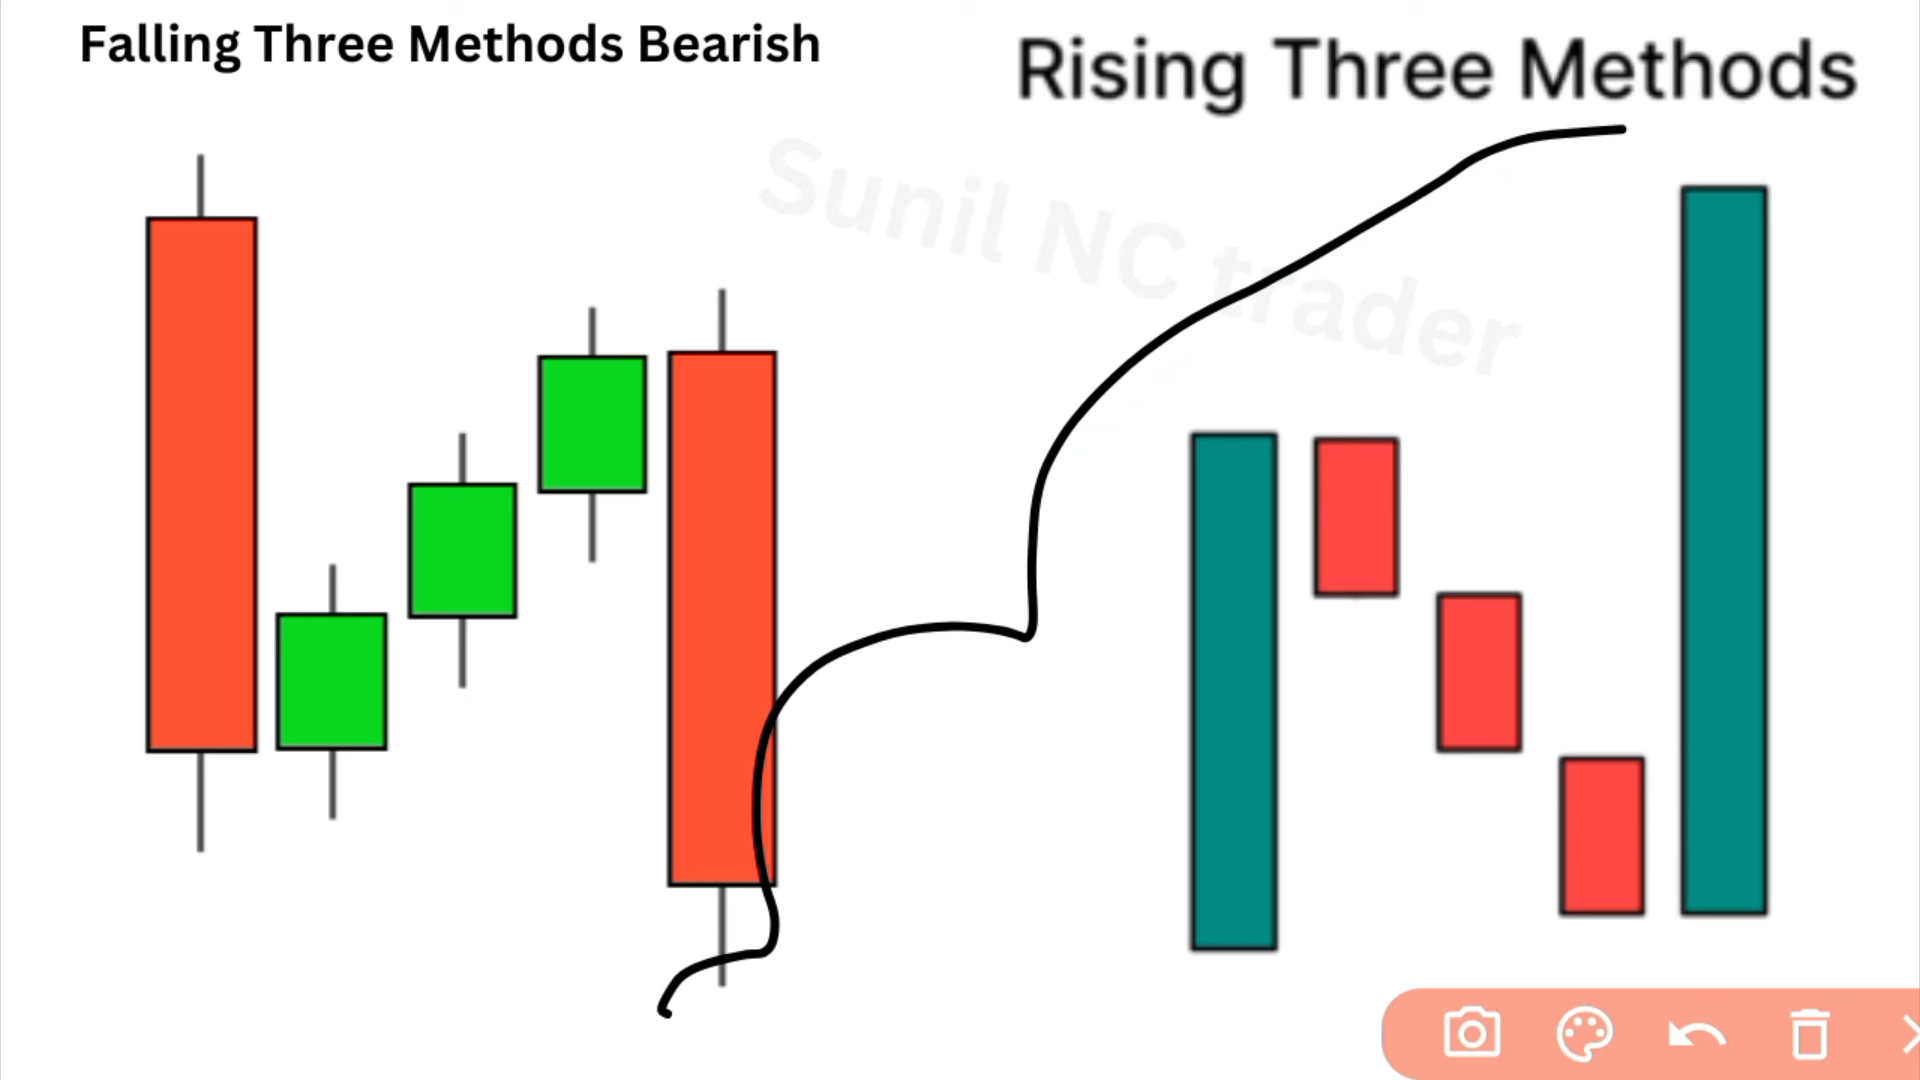 Falling Three Methods Bearish
Rising Three Methods
Sunil NC trader